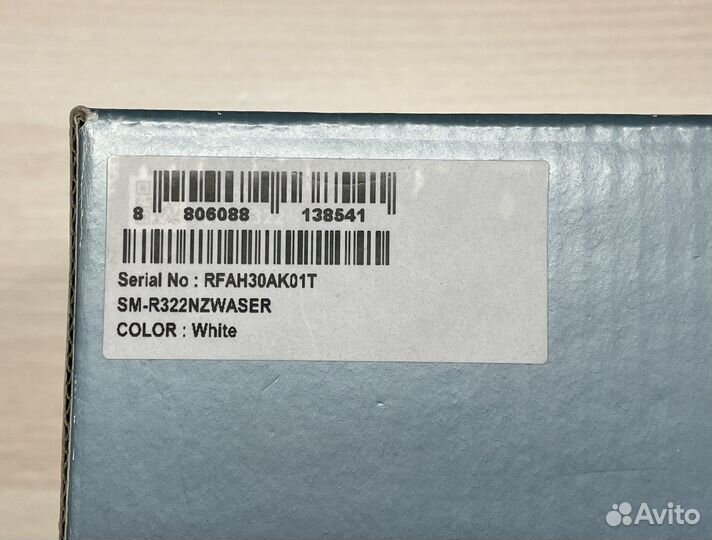 8 806088 138541
Serial No : RFAH30AK01T
SM-R322NZWASER
COLOR : White
Avito